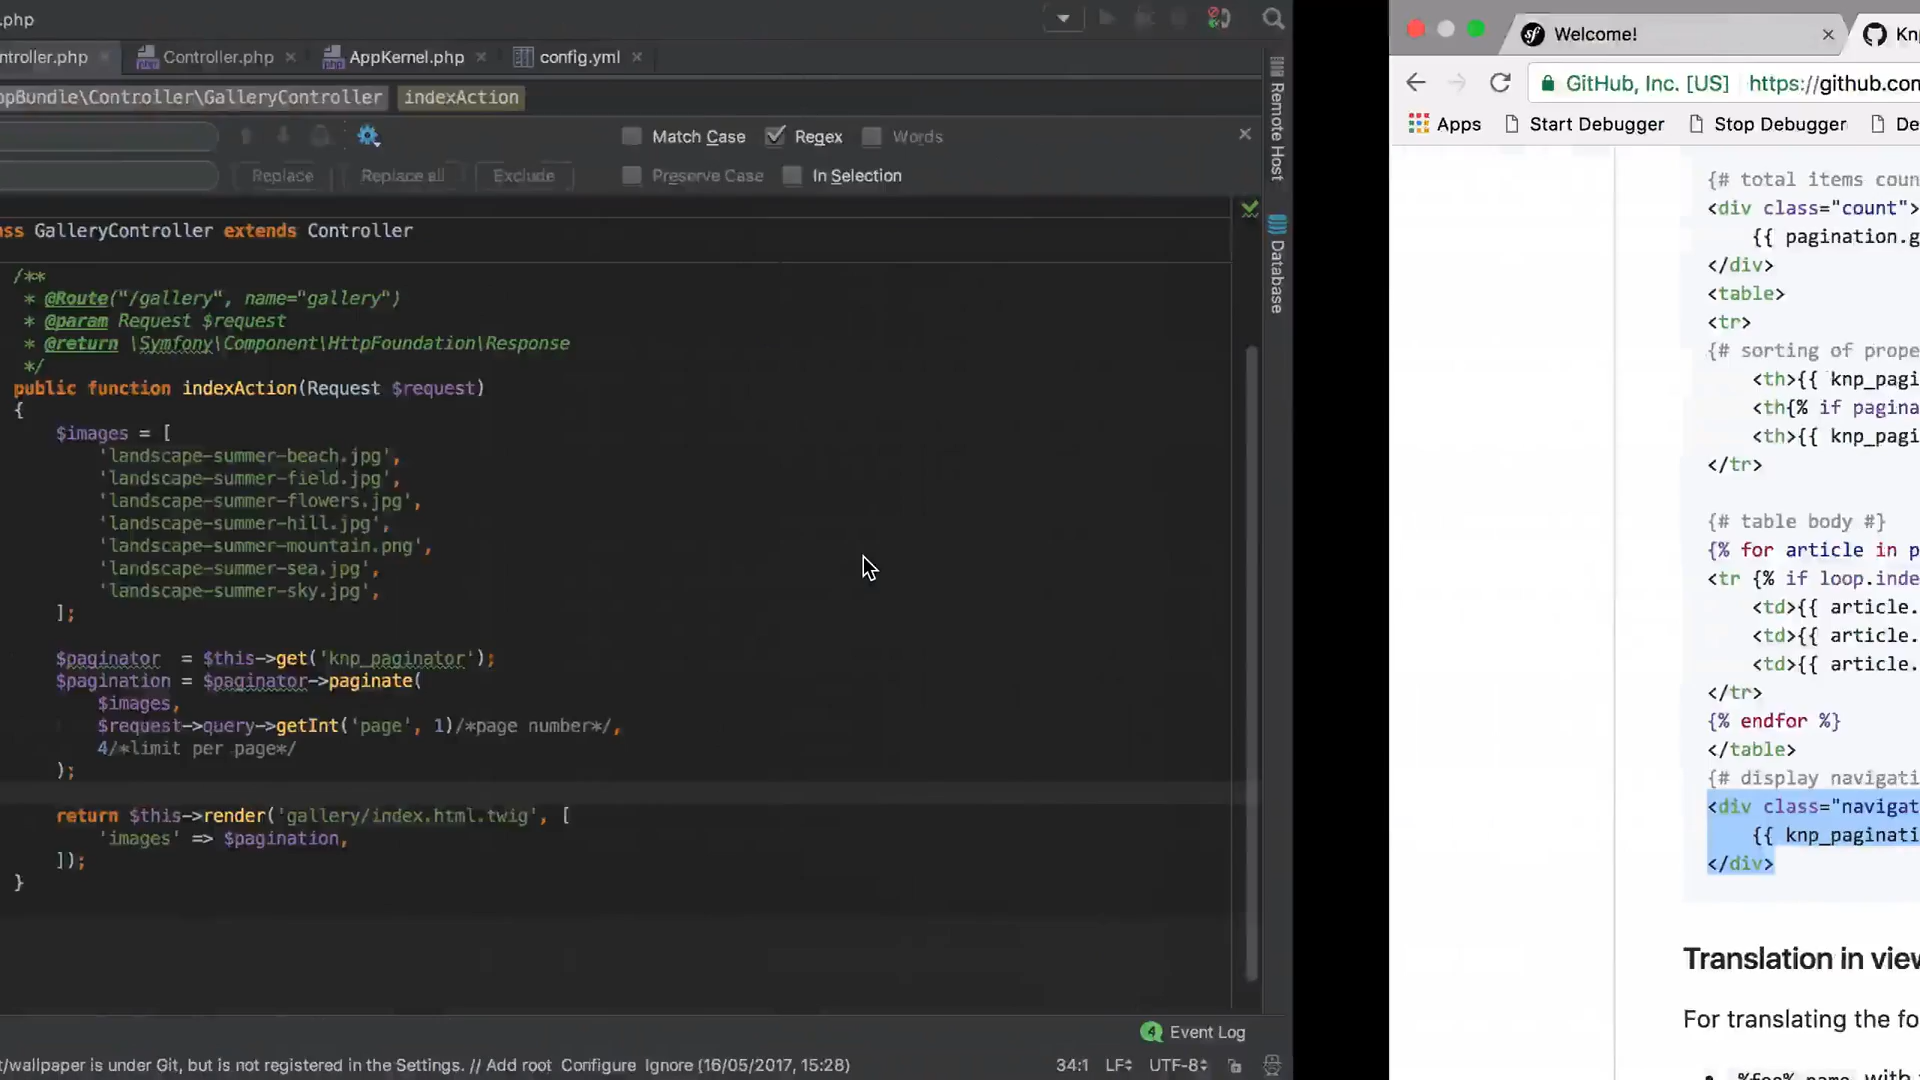 .php
ntroller.php
Controller.php
AppKernel.php
config.yml
opBundle\Controller\GalleryController
indexAction
Match Case
Regex
Words
Replace
Replace all
Exclude
Preserve Case
In Selection
ass GalleryController extends Controller
/**
* @Route("/gallery", name="gallery")
* @param Request $request
* @return \Symfony\Component\HttpFoundation\Response
*/
public function indexAction(Request $request)
{
$images = [
'landscape-summer-beach.jpg',
'landscape-summer-field.jpg',
'landscape-summer-flowers.jpg',
'landscape-summer-hill.jpg',
'landscape-summer-mountain.png',
'landscape-summer-sea.jpg',
'landscape-summer-sky.jpg',
];
$paginator = $this->get('knp_paginator');
$pagination = $paginator->paginate(
$images,
$request->query->getInt('page', 1)/*page number*/,
4/*limit per page*/
);
return $this->render('gallery/index.html.twig', [
'images' => $pagination,
]);
}
Remote Host
Database
4 Event Log
t/wallpaper is under Git, but is not registered in the Settings. // Add root Configure Ignore (16/05/2017, 15:28)
34:1
LF
UTF-8
sf Welcome!
Kn
GitHub, Inc. [US]
https://github.com
Apps
Start Debugger
Stop Debugger
De
{# total items coun
<div class="count">
{{ pagination.g
</div>
<table>
<tr>
{# sorting of prope
<th>{{ knp_pagi
<th{% if pagina
<th>{{ knp_pagi
</tr>
{# table body #}
{% for article in p
<tr {% if loop.inde
<td>{{ article.
<td>{{ article.
<td>{{ article.
</tr>
{% endfor %}
</table>
{# display navigati
<div class="navigat
{{ knp_paginati
</div>
Translation in view
For translating the fo